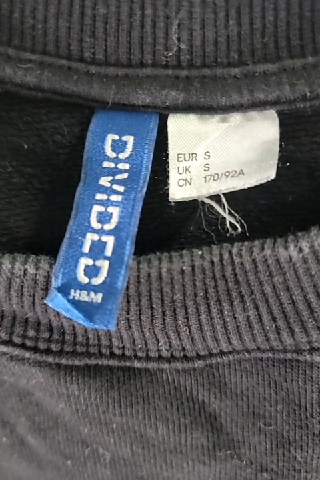 DIVIDED
H&M
EUR S
UK S
CN 170/92A